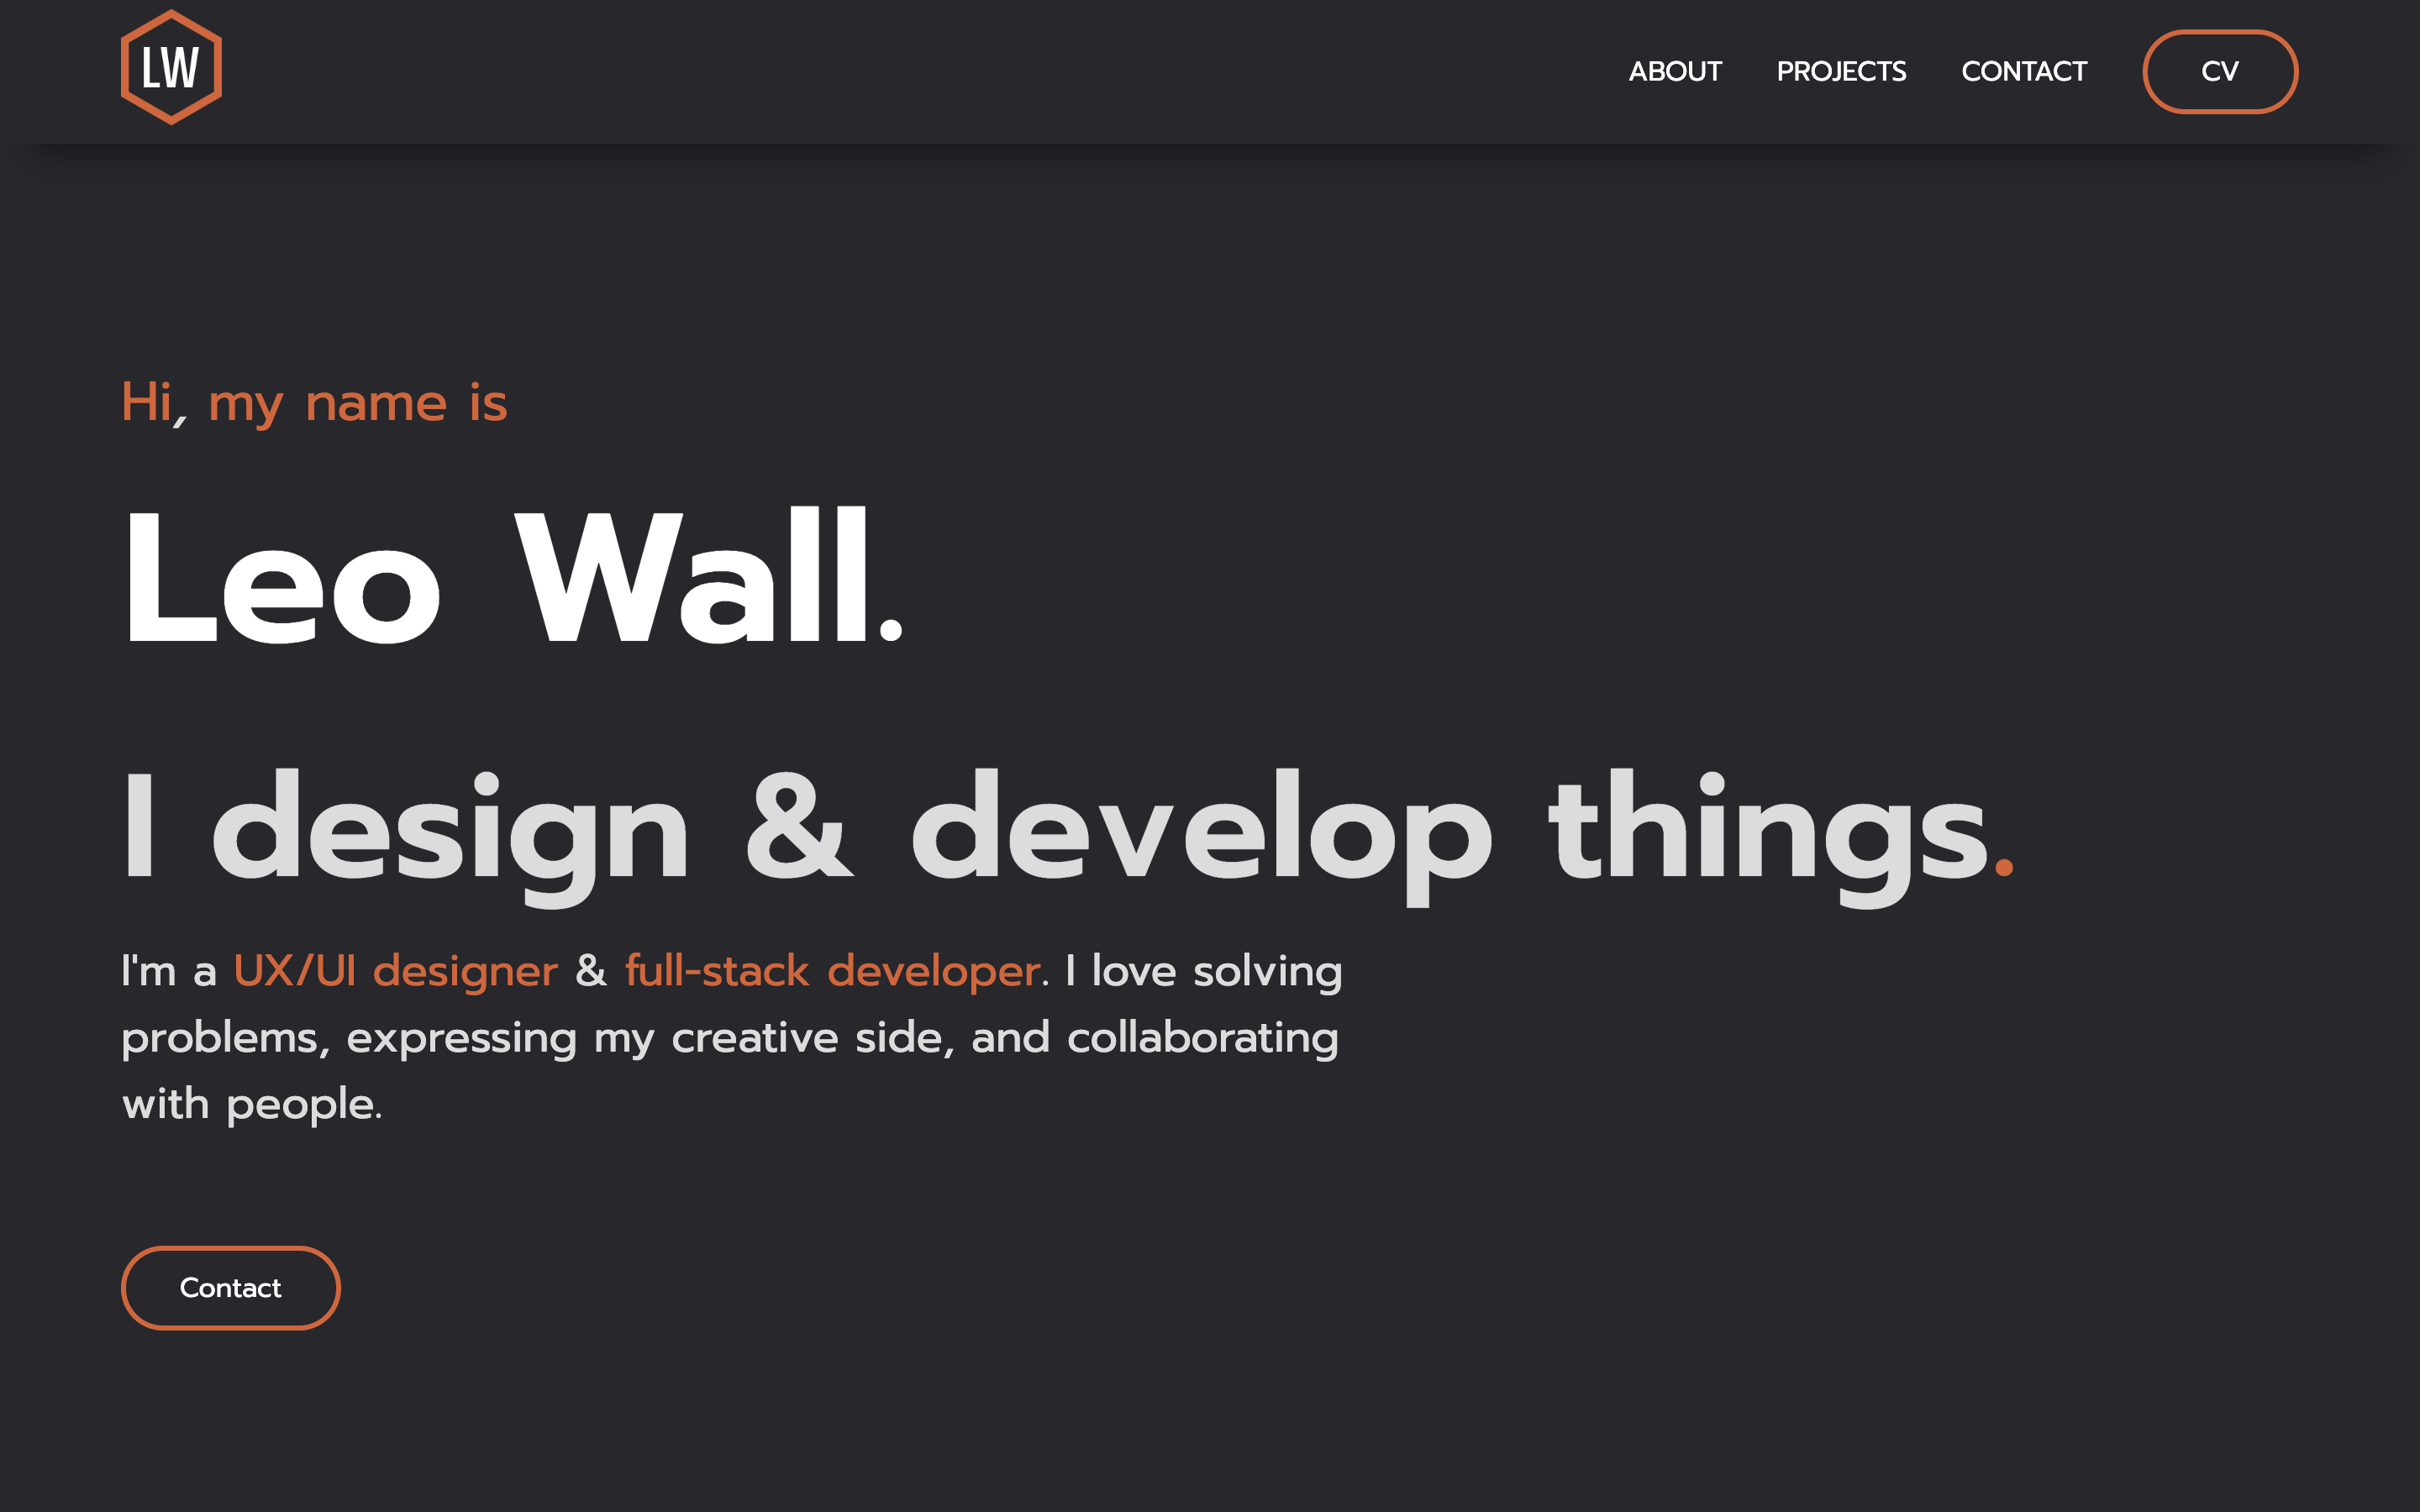 LW
ABOUT PROJECTS CONTACT CV
Hi, my name is
Leo Wall.
I design & develop things.
I'm a UX/UI designer & full-stack developer. I love solving
problems, expressing my creative side, and collaborating
with people.
Contact